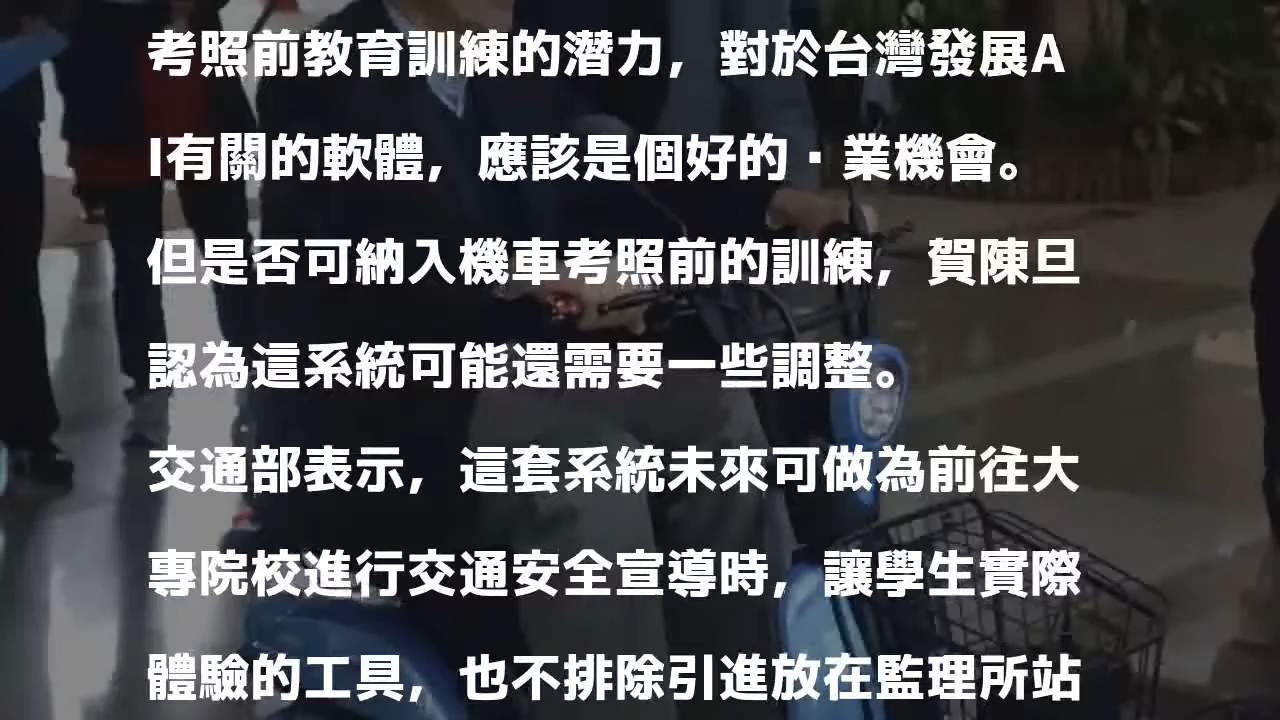 考照前教育訓練的潛力，對於台灣發展A
I有關的軟體，應該是個好的▪業機會。
但是否可納入機車考照前的訓練，賀陳旦
認為這系統可能還需要一些調整。
交通部表示，這套系統未來可做為前往大
專院校進行交通安全宣導時，讓學生實際
體驗的工具，也不排除引進放在監理所站